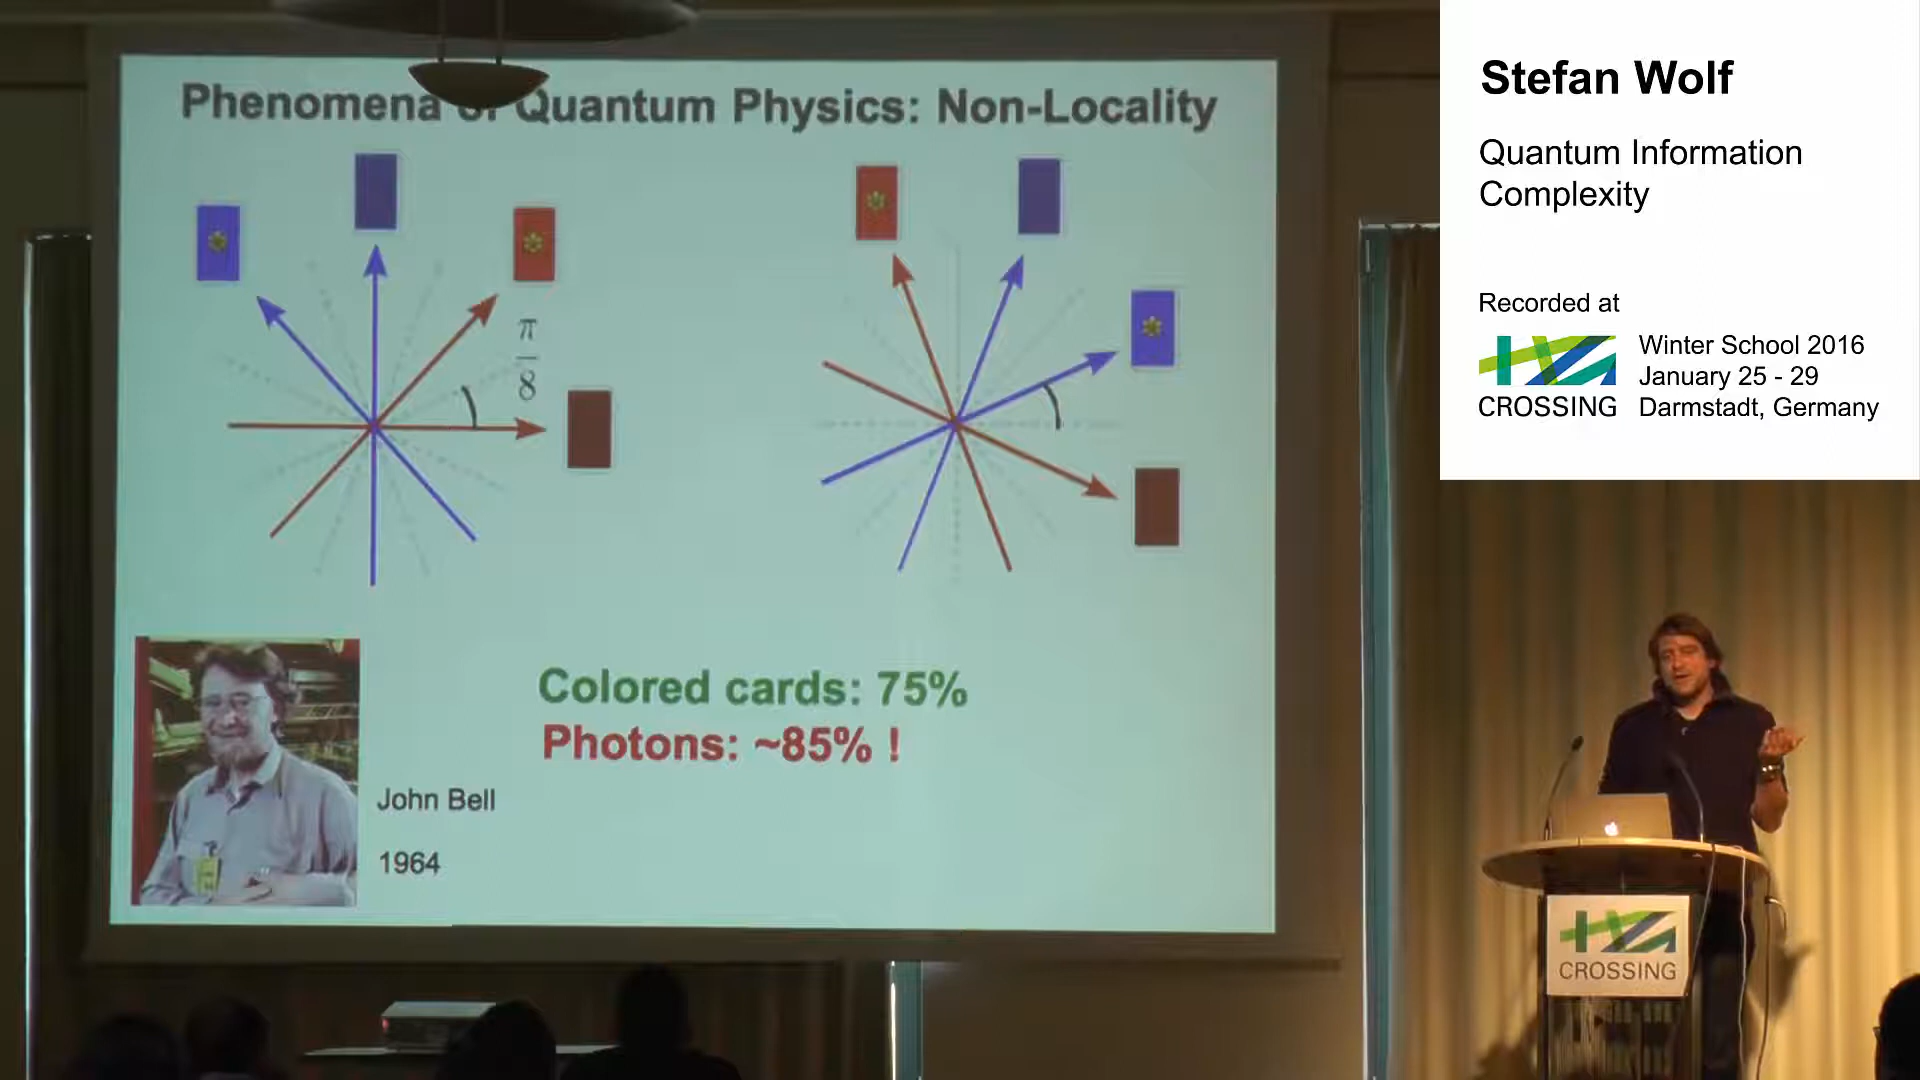 Phenomena of Quantum Physics: Non-Locality
π
8
Colored cards: 75%
Photons: ~85% !
John Bell
1964
Stefan Wolf
Quantum Information
Complexity
Recorded at
CROSSING
Winter School 2016
January 25 - 29
Darmstadt, Germany
CROSSING